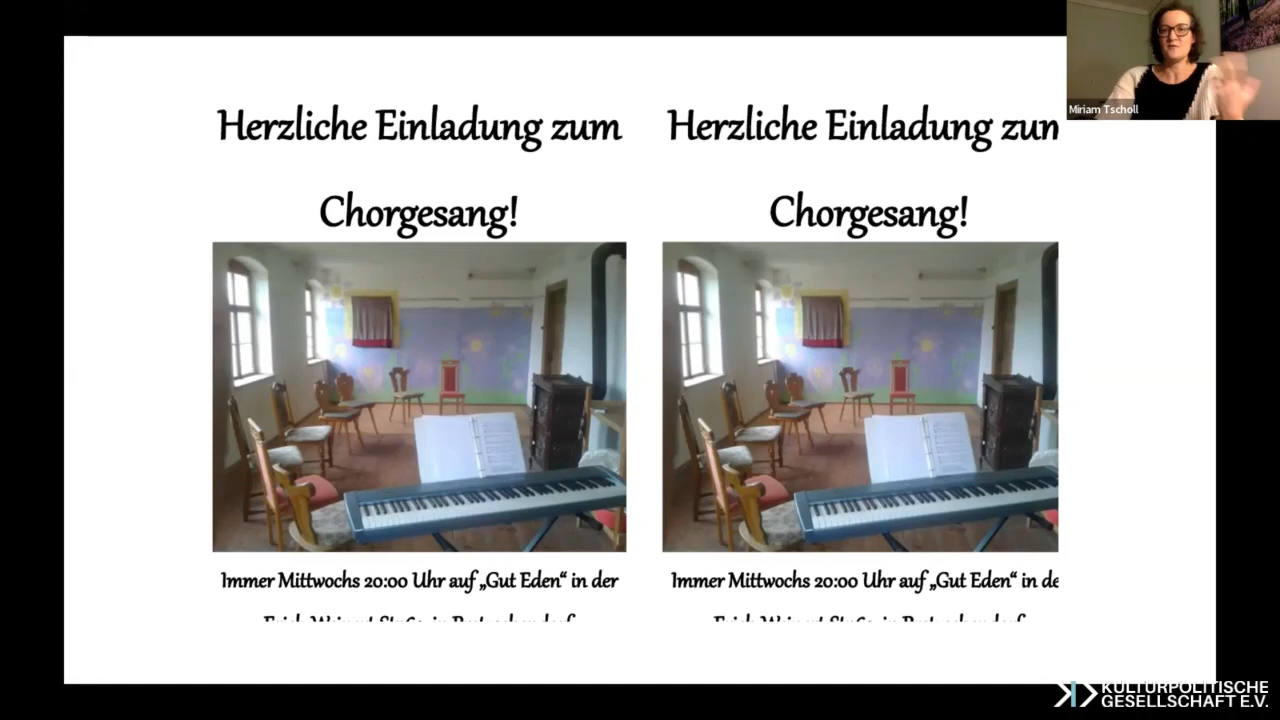 Herzliche Einladung zum
Chorgesang!
Immer Mittwochs 20:00 Uhr auf „Gut Eden“ in der
Herzliche Einladung zum
Chorgesang!
Immer Mittwochs 20:00 Uhr auf „Gut Eden“ in de
Miriam Tscholl
KULTURPOLITISCHE
GESELLSCHAFT E.V.